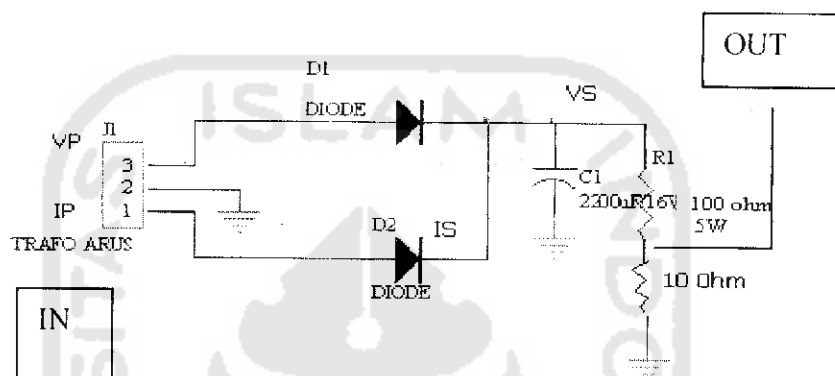 OUT
D1
DIODE
VS
VP
J1
3
2
1
IP
TRAFO ARUS
R1
C1
2200uF/16V
100 ohm
5W
D2
IS
DIODE
10 Ohm
IN
ISLAM